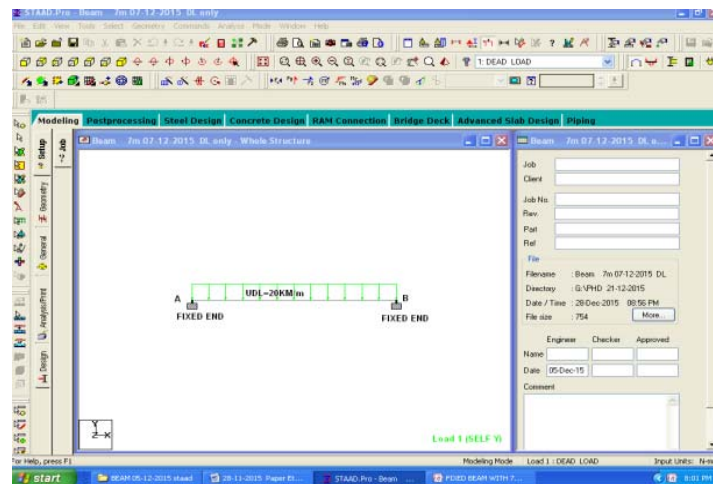 STAAD.Pro - Beam 7m 07-12-2015 DL only
File Edit View Tools Select Geometry Commands Analyze Mode Window Help
1: DEAD LOAD
Modeling Postprocessing Steel Design Concrete Design RAM Connection Bridge Deck Advanced Slab Design Piping
Setup
Job
Geometry
General
Analysis/Print
Design
Beam 7m 07-12-2015 DL only - Whole Structure
UDL=20KM/m
A
B
FIXED END
FIXED END
Y
Z X
Load 1 (SELF Y)
Beam 7m 07-12-2015 DL o...
Job
Client
Job No.
Rev.
Part
Ref
File
Filename : Beam 7m 07-12-2015 DL
Directory : G:\PHD 21-12-2015
Date / Time : 28-Dec-2015 08:56 PM
File size : 754
More...
Engineer Checker Approved
Name
Date 05-Dec-15
Comment
For Help, press F1
Modeling Mode
Load 1 : DEAD LOAD
Input Units:
start
BEAM 05-12-2015 staad
28-11-2015 Paper El...
STAAD.Pro - Beam ...
FIXED BEAM WITH 7...
8:01 PM